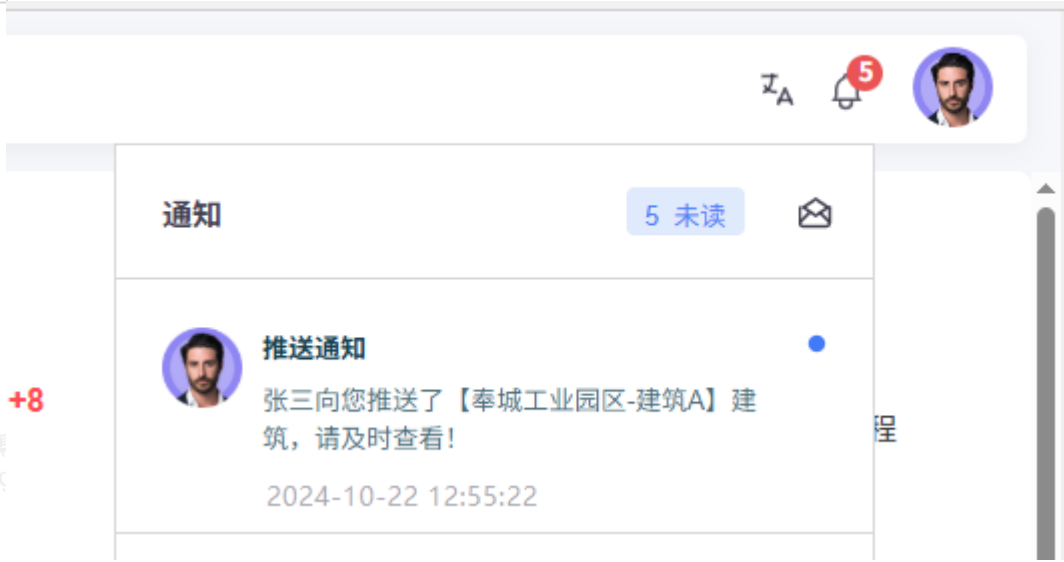 5
通知
5 未读
推送通知
+8
张三向您推送了【奉城工业园区-建筑A】建
筑，请及时查看！
程
2024-10-22 12:55:22